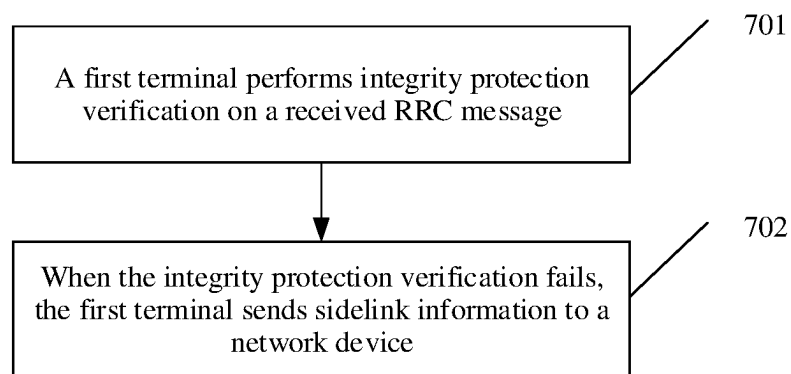 701
A first terminal performs integrity protection
verification on a received RRC message
702
When the integrity protection verification fails,
the first terminal sends sidelink information to a
network device